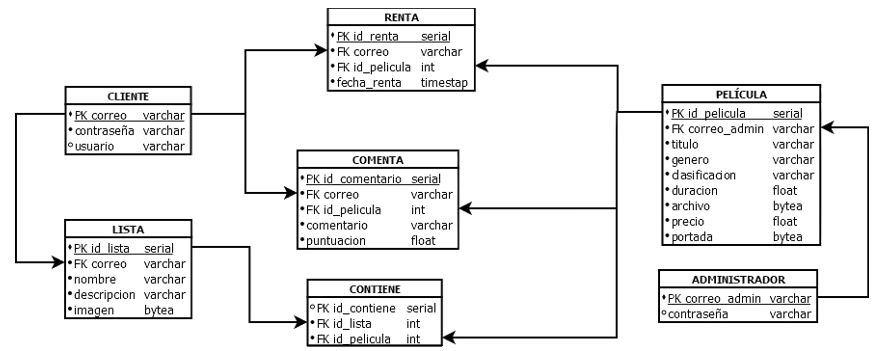 RENTA
PK id_renta serial
FK correo varchar
FK id_pelicula int
fecha_renta timestap
CLIENTE
PK correo varchar
contraseña varchar
usuario varchar
PELÍCULA
PK id_pelicula serial
FK correo_admin varchar
titulo varchar
genero varchar
clasificacion varchar
duracion float
archivo bytea
precio float
portada bytea
COMENTA
PK id_comentario serial
FK correo varchar
FK id_pelicula int
comentario varchar
puntuacion float
LISTA
PK id_lista serial
FK correo varchar
nombre varchar
descripcion varchar
imagen bytea
CONTIENE
FK id_contiene serial
FK id_lista int
FK id_pelicula int
ADMINISTRADOR
PK correo_admin varchar
contraseña varchar